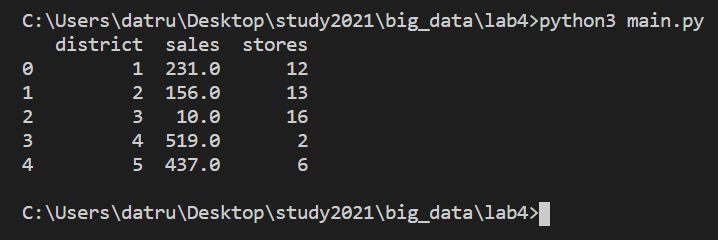 C:\Users\datru\Desktop\study2021\big_data\lab4>python3 main.py
   district  sales  stores
0         1  231.0      12
1         2  156.0      13
2         3   10.0      16
3         4  519.0       2
4         5  437.0       6
C:\Users\datru\Desktop\study2021\big_data\lab4>